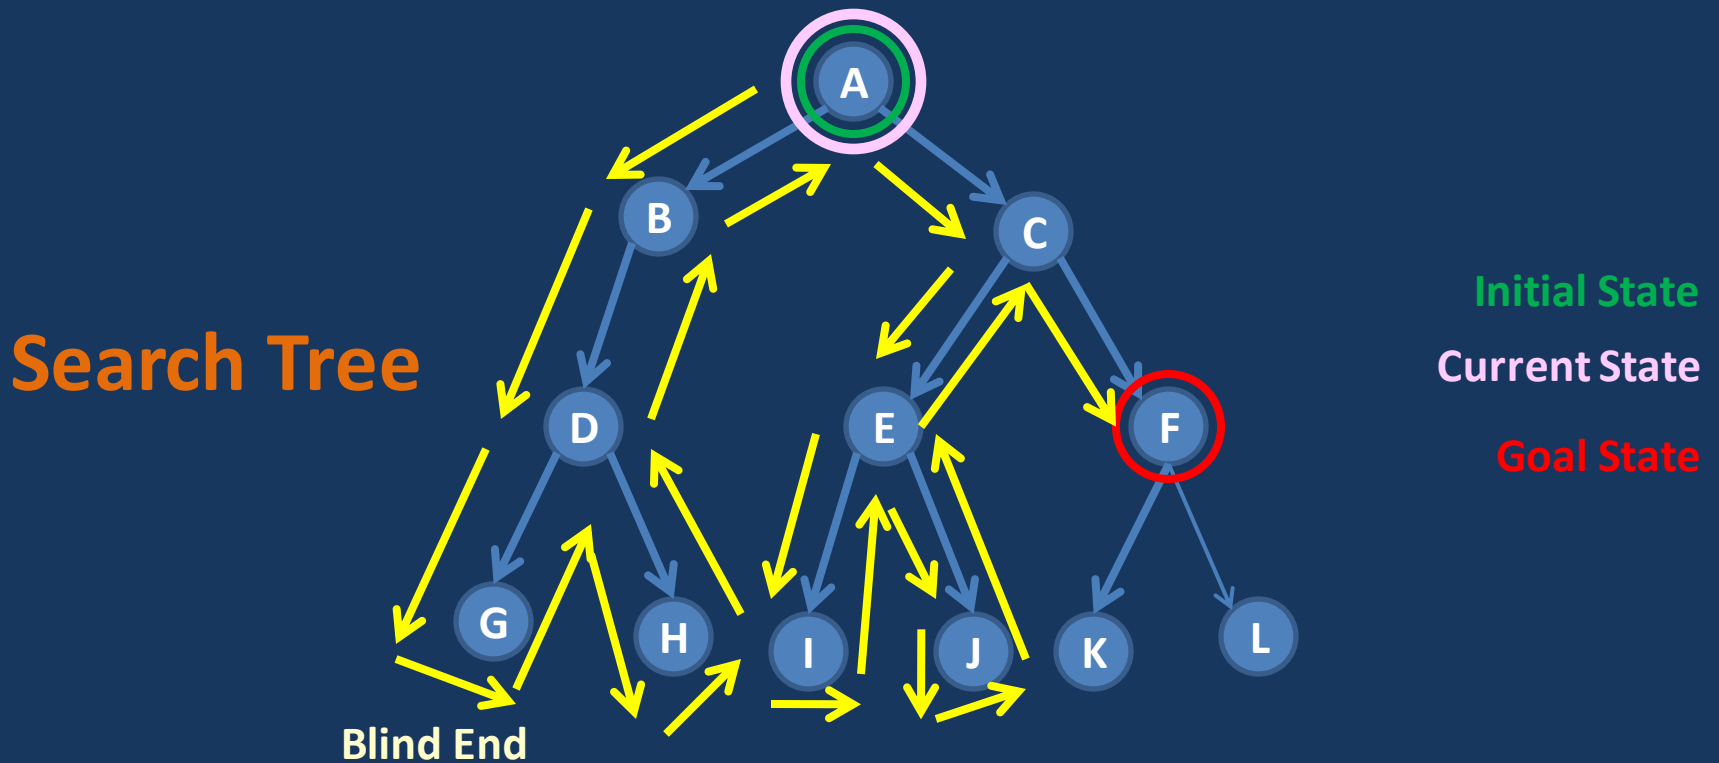 A
B
C
Initial State
Search Tree
Current State
D
E
F
Goal State
G
H
I
J
K
L
Blind End